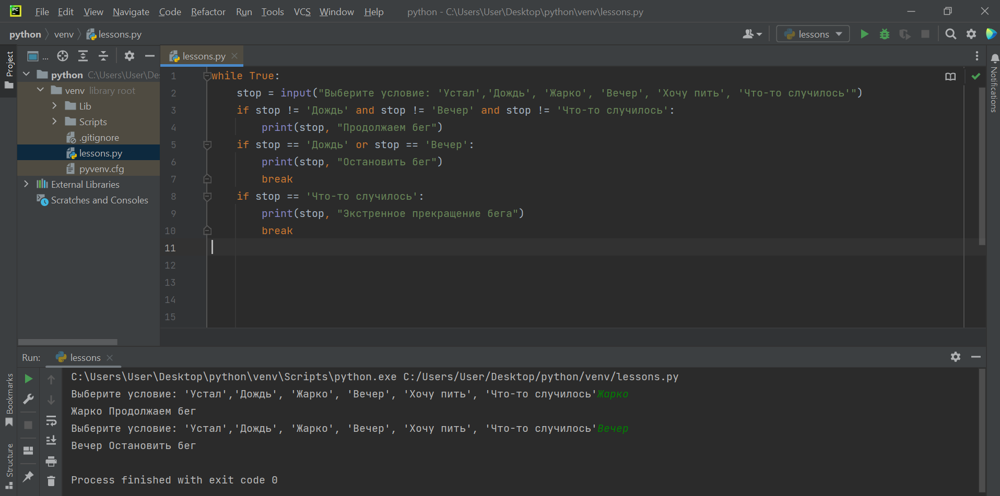 PC File Edit View Navigate Code Refactor Run Tools VCS Window Help python - C:\Users\User\Desktop\python\venv\lessons.py
python venv lessons.py lessons
Project
... lessons.py
python C:\Users\User\De
venv library root
Lib
Scripts
.gitignore
lessons.py
pyvenv.cfg
External Libraries
Scratches and Consoles
1 while True:
2 stop = input("Выберите условие: 'Устал','Дождь', 'Жарко', 'Вечер', 'Хочу пить', 'Что-то случилось'")
3 if stop != 'Дождь' and stop != 'Вечер' and stop != 'Что-то случилось':
4 print(stop, "Продолжаем бег")
5 if stop == 'Дождь' or stop == 'Вечер':
6 print(stop, "Остановить бег")
7 break
8 if stop == 'Что-то случилось':
9 print(stop, "Экстренное прекращение бега")
10 break
11
12
13
14
15
Notifications
Run: lessons
C:\Users\User\Desktop\python\venv\Scripts\python.exe C:/Users/User/Desktop/python/venv/lessons.py
Выберите условие: 'Устал','Дождь', 'Жарко', 'Вечер', 'Хочу пить', 'Что-то случилось'Жарко
Жарко Продолжаем бег
Выберите условие: 'Устал','Дождь', 'Жарко', 'Вечер', 'Хочу пить', 'Что-то случилось'Вечер
Вечер Остановить бег
Process finished with exit code 0
Bookmarks
Structure